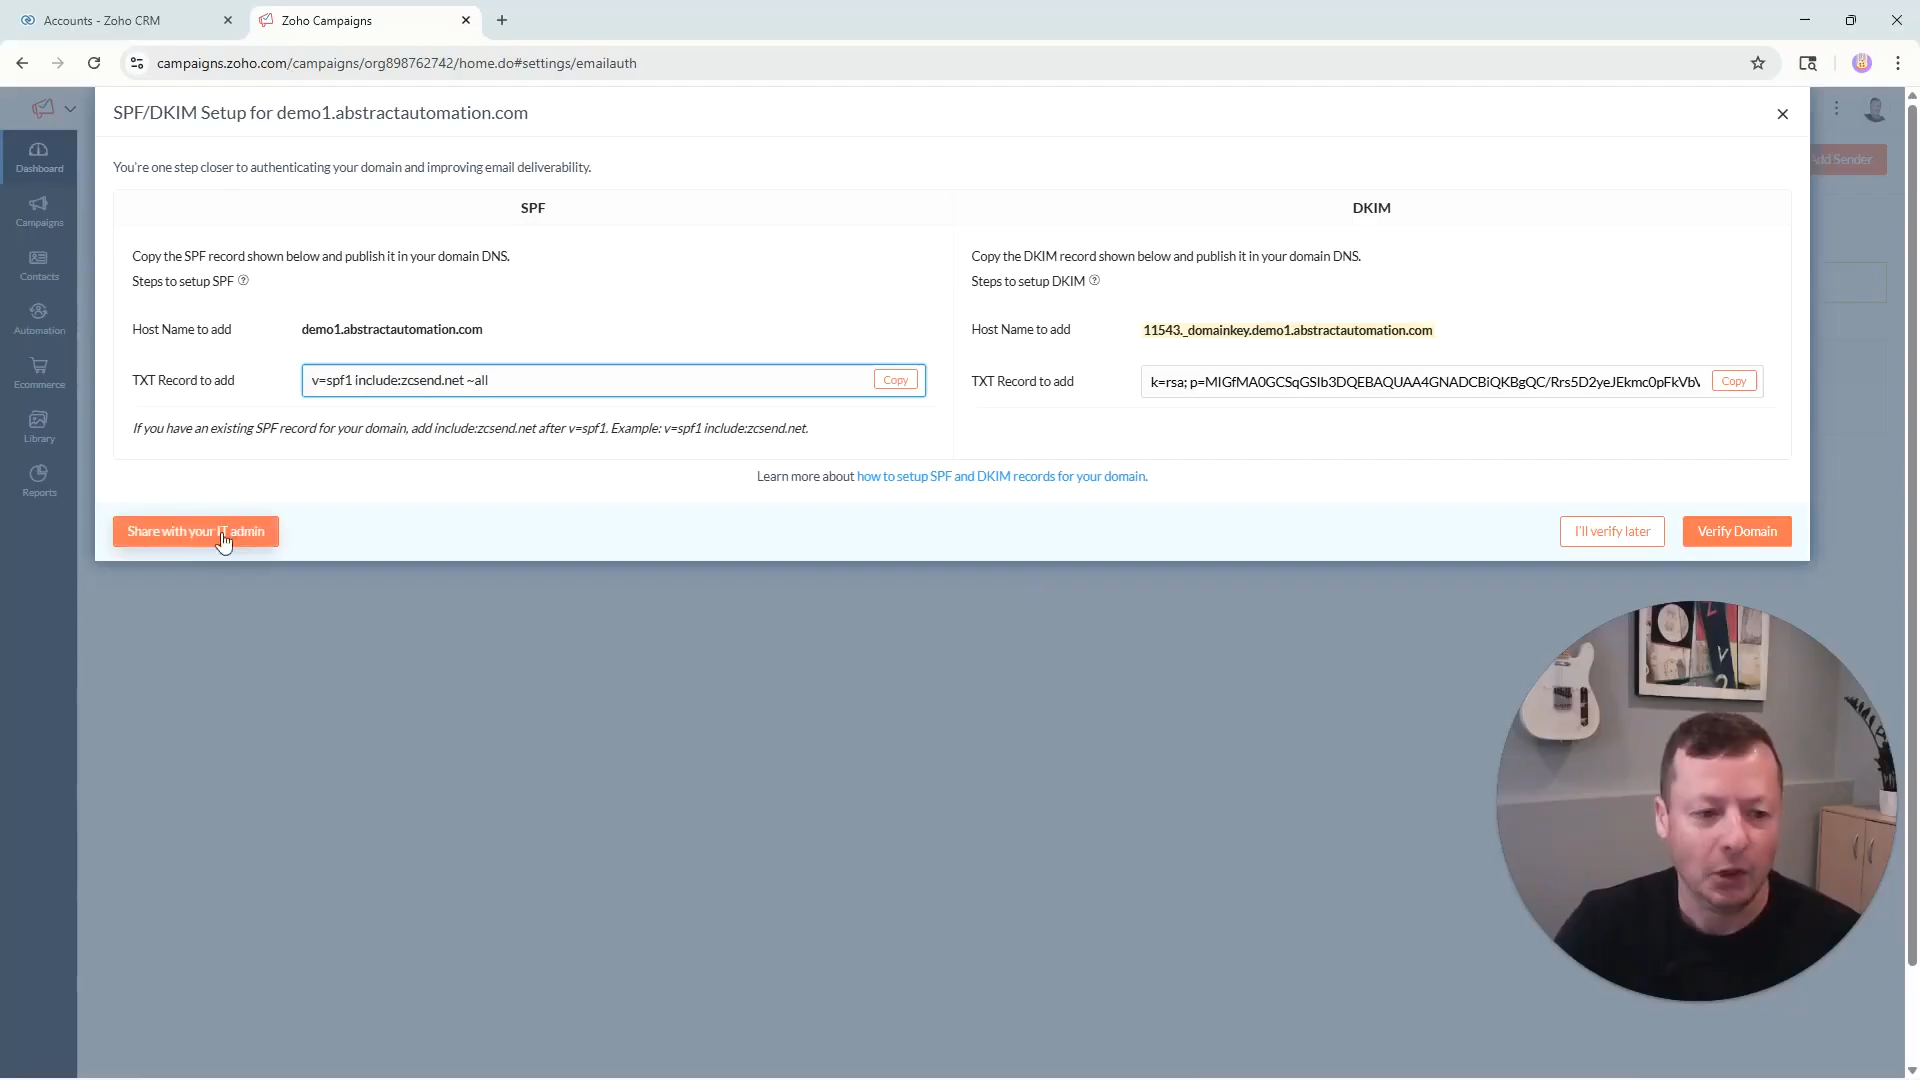 Accounts - Zoho CRM
Zoho Campaigns
campaigns.zoho.com/campaigns/org898762742/home.do#settings/emailauth
SPF/DKIM Setup for demo1.abstractautomation.com
Add Sender
Dashboard
Campaigns
Contacts
Automation
Ecommerce
Library
Reports
You're one step closer to authenticating your domain and improving email deliverability.
SPF
Copy the SPF record shown below and publish it in your domain DNS.
Steps to setup SPF
Host Name to add demo1.abstractautomation.com
TXT Record to add v=spf1 include:zcsend.net ~all Copy
If you have an existing SPF record for your domain, add include:zcsend.net after v=spf1. Example: v=spf1 include:zcsend.net.
DKIM
Copy the DKIM record shown below and publish it in your domain DNS.
Steps to setup DKIM
Host Name to add 11543._domainkey.demo1.abstractautomation.com
TXT Record to add k=rsa; p=MIGfMA0GCSqGSIb3DQEBAQUAA4GNADCBiQKBgQC/Rrs5D2yeJEkmc0pFkVb Copy
Learn more about how to setup SPF and DKIM records for your domain.
Share with your IT admin
I'll verify later
Verify Domain